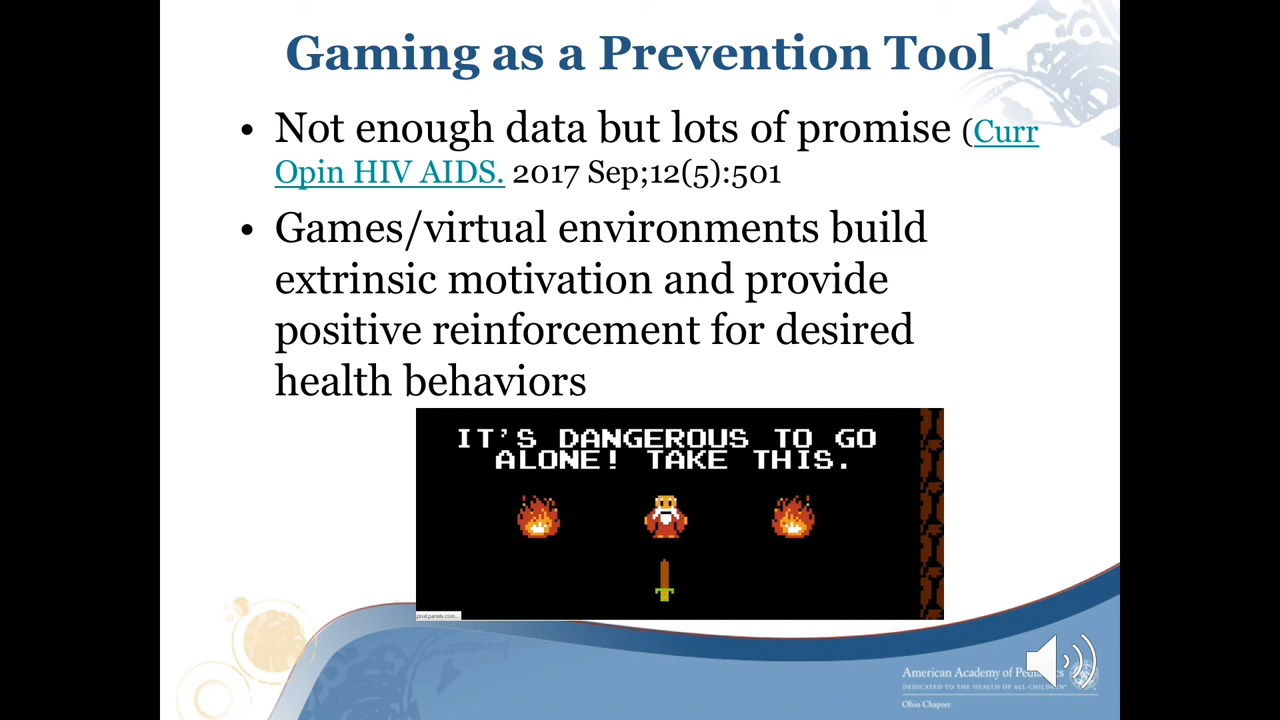 Gaming as a Prevention Tool
• Not enough data but lots of promise (Curr
Opin HIV AIDS. 2017 Sep;12(5):501
• Games/virtual environments build
extrinsic motivation and provide
positive reinforcement for desired
health behaviors
IT'S DANGEROUS TO GO
ALONE! TAKE THIS.
American Academy of
DEDICATED TO THE HEALTH OF ALL
Ohio Chapter